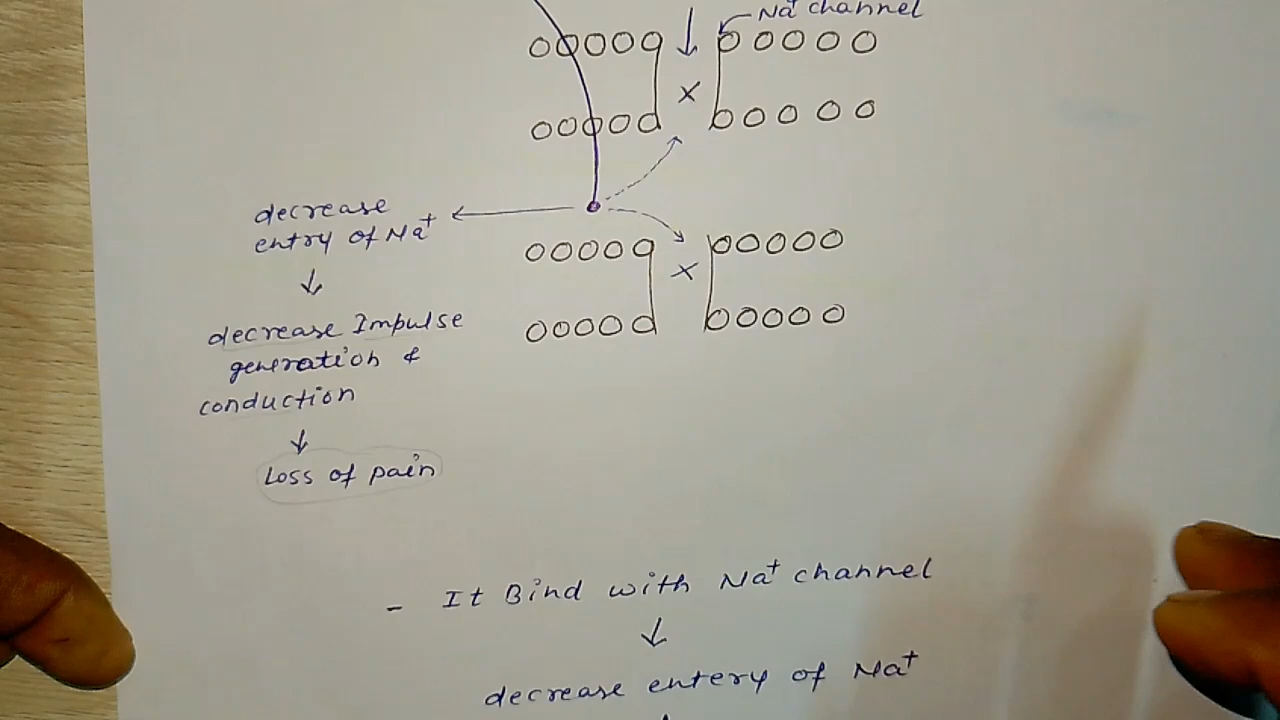 Na+ channel
decrease
entry of Na+
decrease Impulse
generation &
conduction
Loss of pain
- It Bind with Na+ channel
decrease entery of Na+